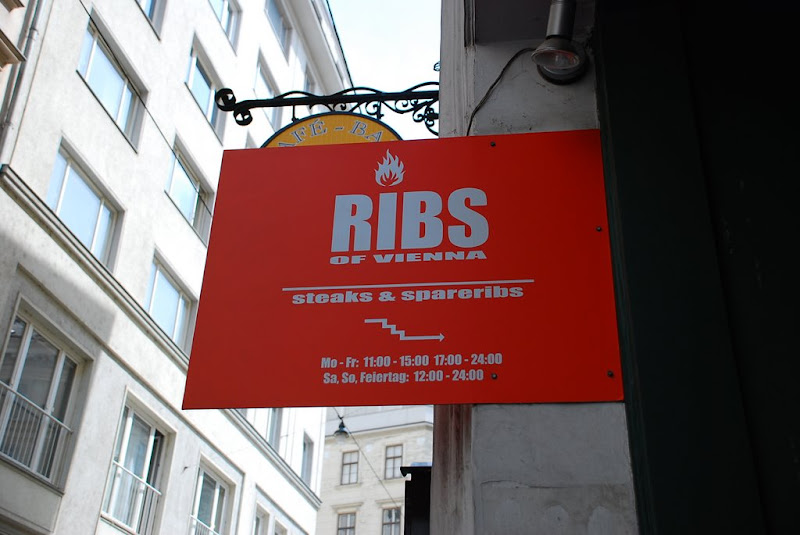 RIBS
OF VIENNA
steaks & spareribs
Mo - Fr: 11:00 - 15:00 17:00 - 24:00
Sa, So, Feiertag: 12:00 - 24:00